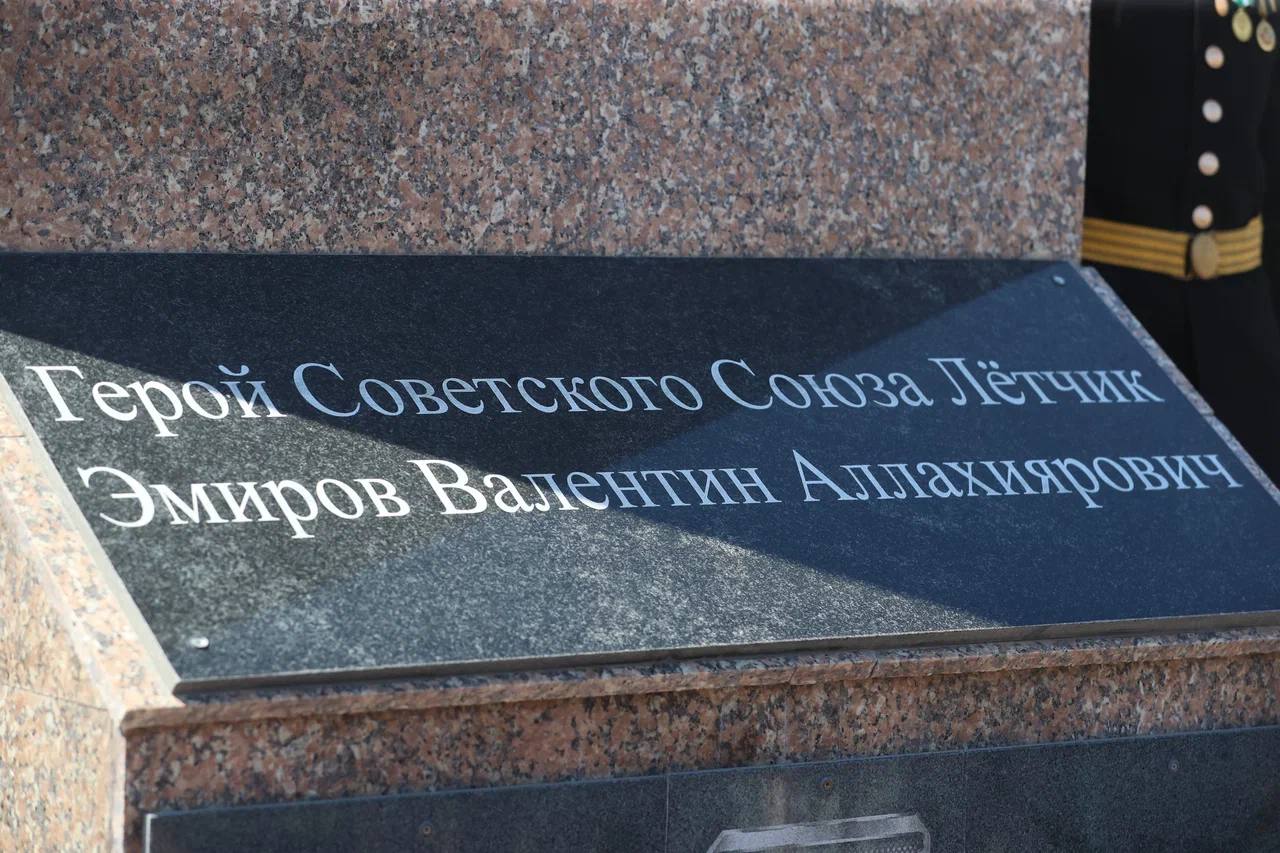 Герой Советского Союза Лётчик
Эмиров Валентин Аллахиярович